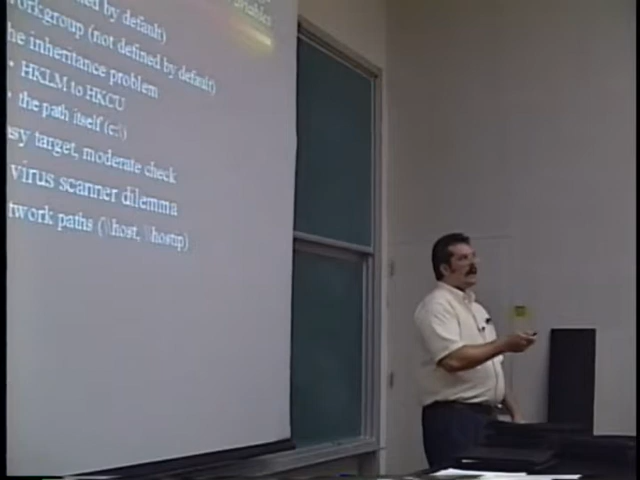 ed by default)
orkgroup (not defined by default)
he inheritance problem
• HKLM to HKCU
• the path itself (c:\)
sy target, moderate check
virus scanner dilemma
twork paths (\\host, \\hostip)